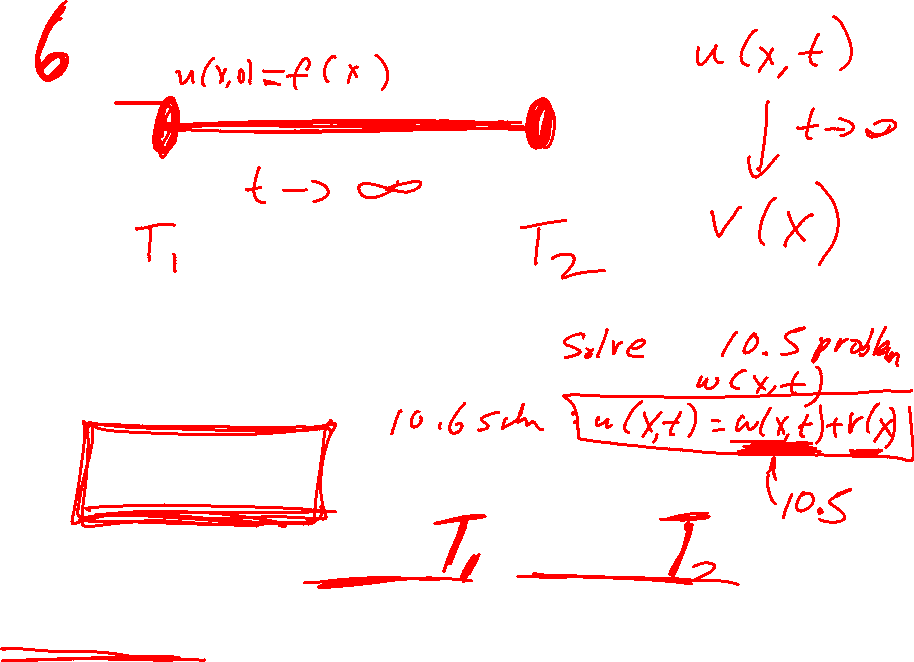 6
u(x,0)=f(x)
t→∞
T₁ T₂
u(x,t)
t→∞
v(x)
Solve 10.5 problem
w(x,t)
10.6 soln : u(x,t) = w(x,t)+v(x)
10.5
T₁ T₂